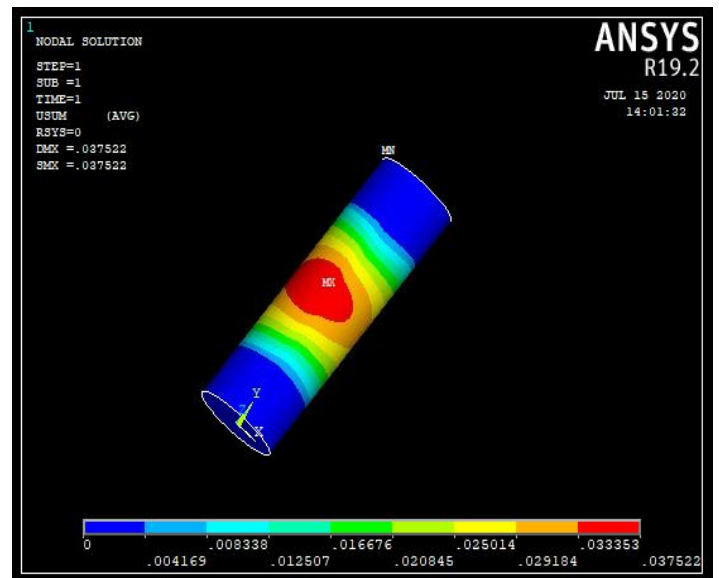 1
NODAL SOLUTION
STEP=1
SUB =1
TIME=1
USUM (AVG)
RSYS=0
DMX =.037522
SMX =.037522
ANSYS
R19.2
JUL 15 2020
14:01:32
MN
MX
Y
Z
X
0 .008338 .016676 .025014 .033353
.004169 .012507 .020845 .029184 .037522